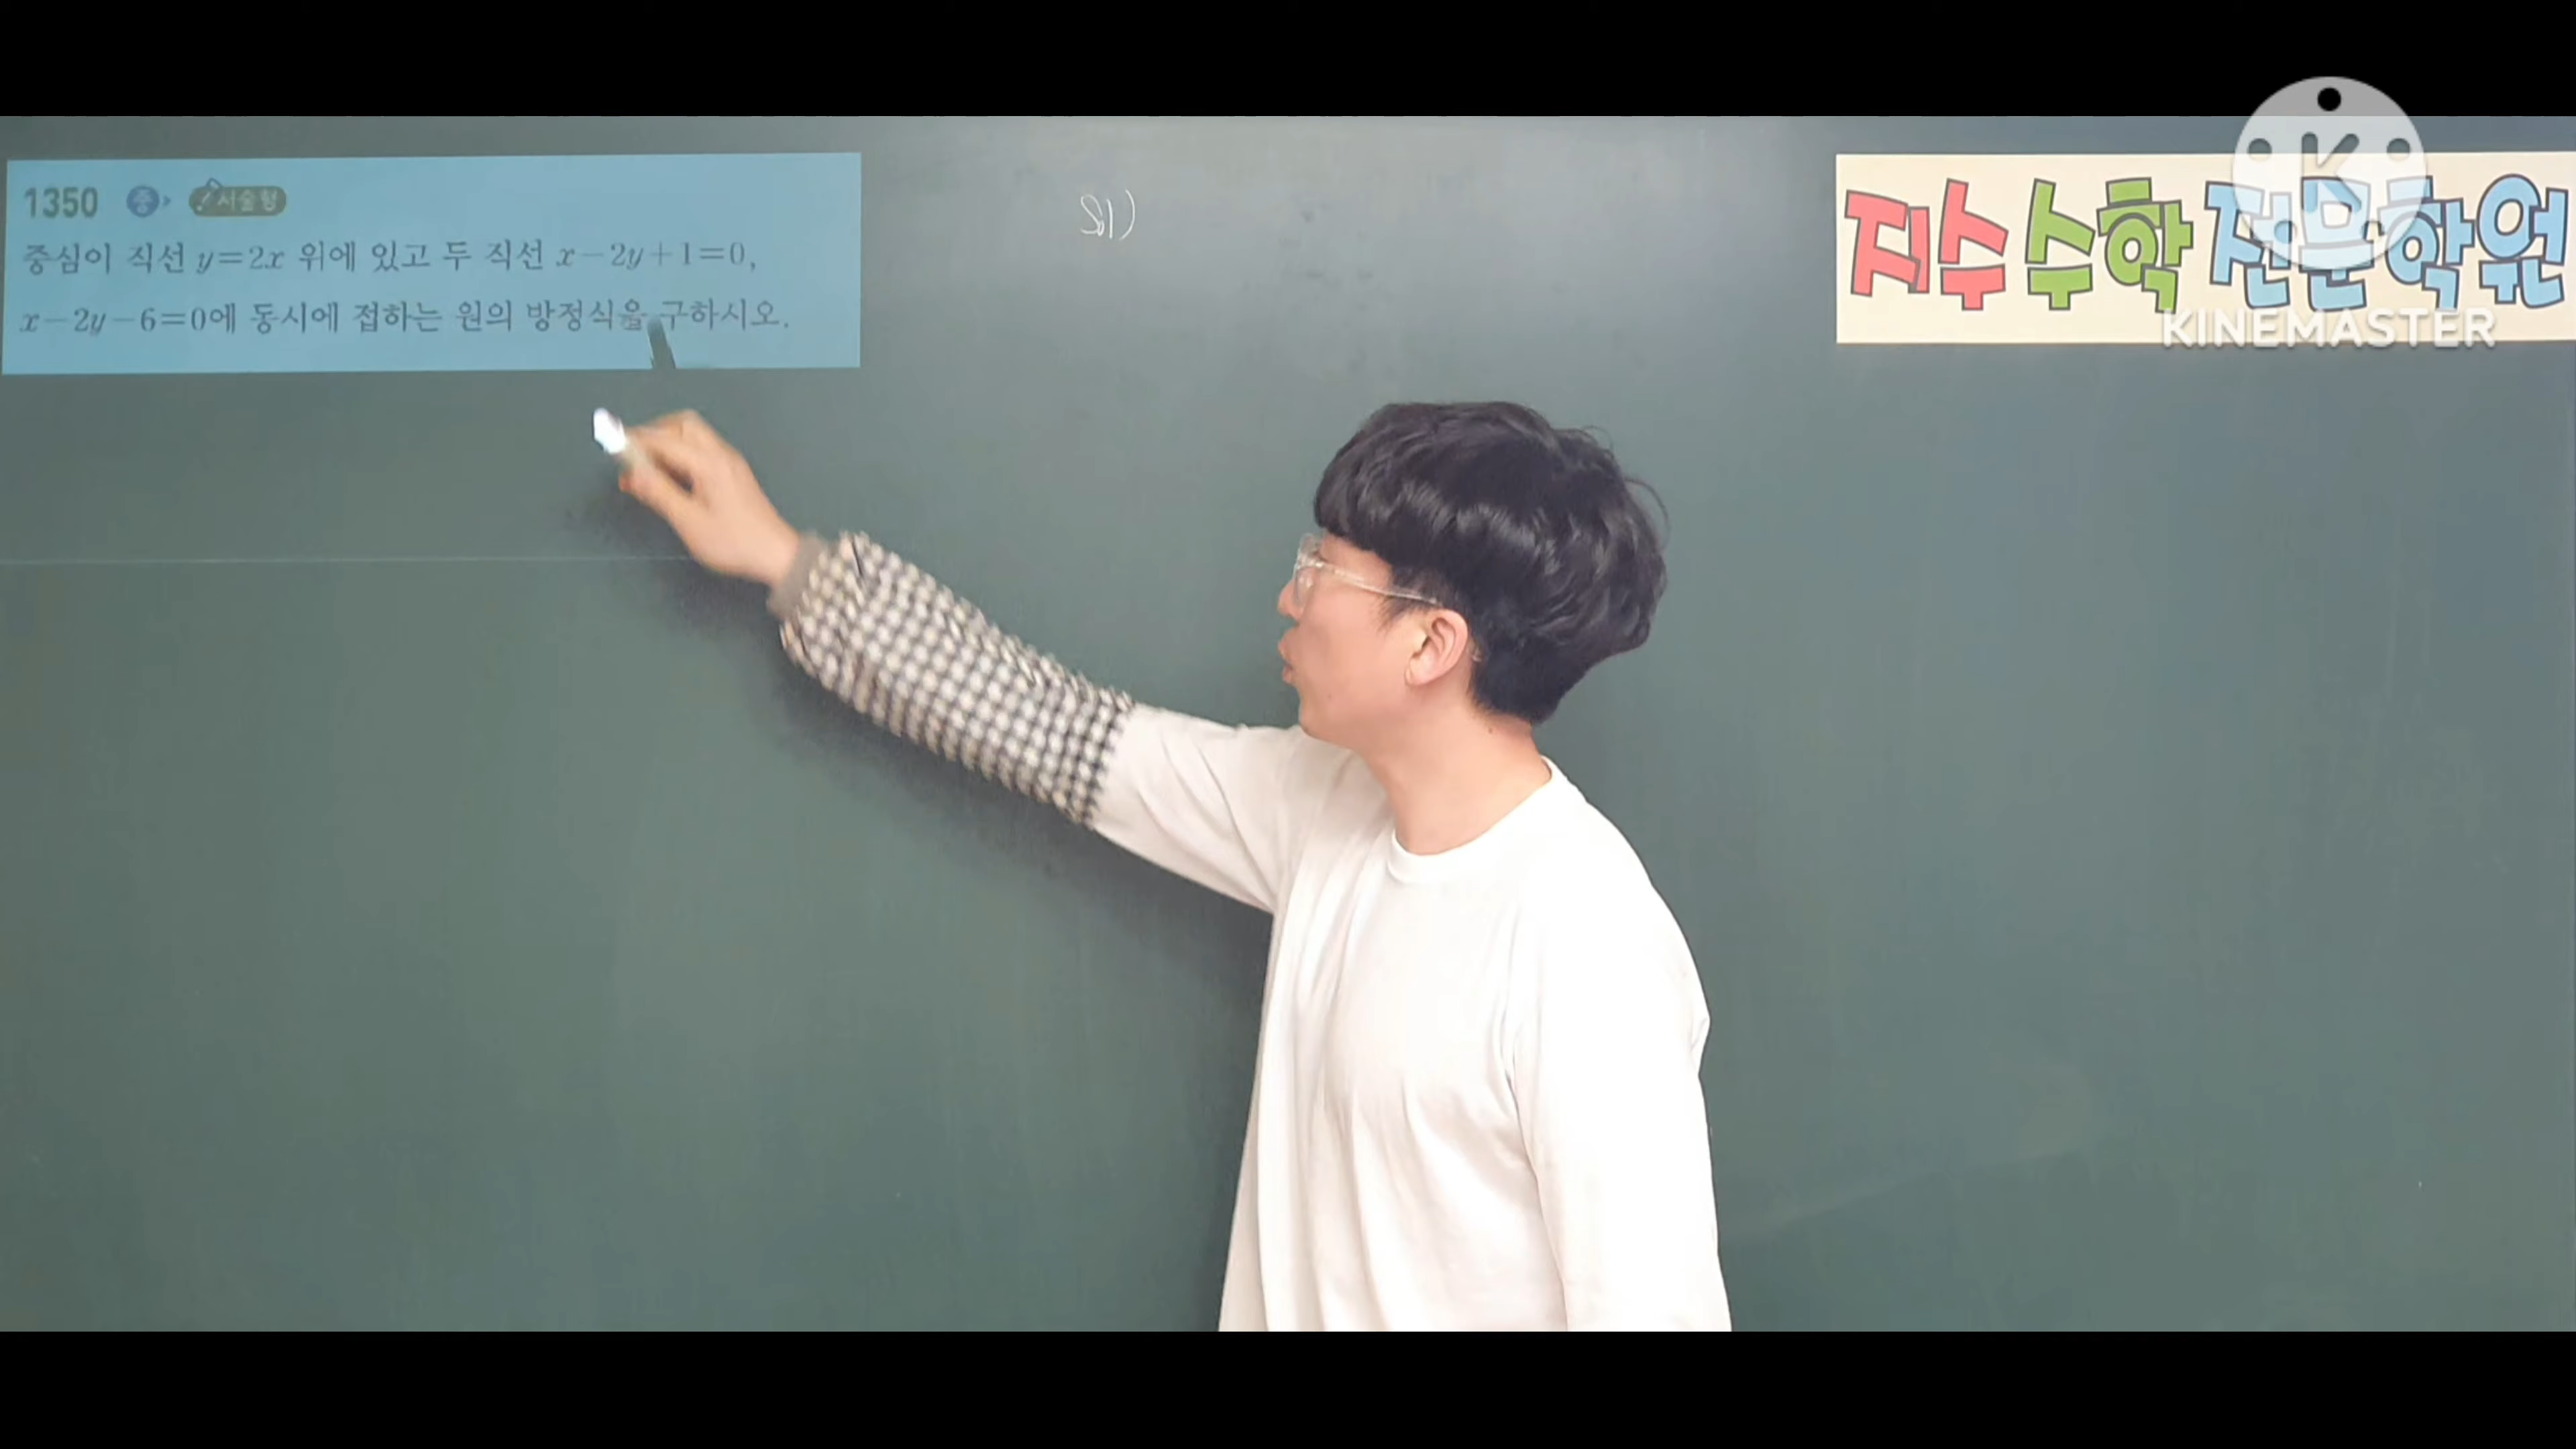 1350 중 서술형
중심이 직선 y=2x 위에 있고 두 직선 x-2y+1=0,
x-2y-6=0에 동시에 접하는 원의 방정식을 구하시오.
지수수학전문학원
KINEMASTER